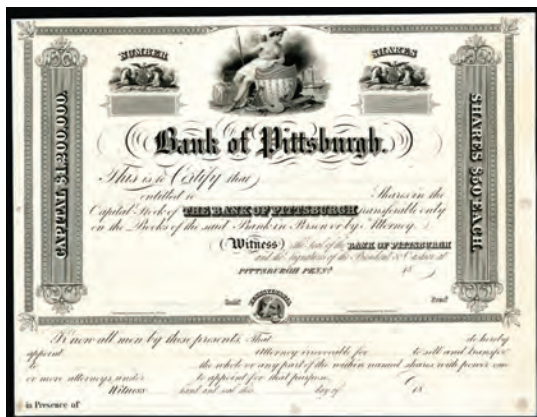 NUMBER
SHARES
CAPITAL $1,200,000.
SHARES $50 EACH.
Bank of Pittsburgh.
This is to Certify that
entitled to Shares in the
Capital Stock of THE BANK OF PITTSBURGH transferable only
on the Books of the said Bank in Person or by Attorney.
Witness the Seal of the BANK OF PITTSBURGH
and the Signatures of the President & Cashier at
PITTSBURGH PENNA 18
Cashr.
Presdt.
Know all men by these presents, That do hereby
appoint Attorney irrevocable for to sell and transfer
to the whole or any part of the within named shares with power one
or more attorneys under to appoint for that purpose.
Witness hand and seal this day of 18
in Presence of